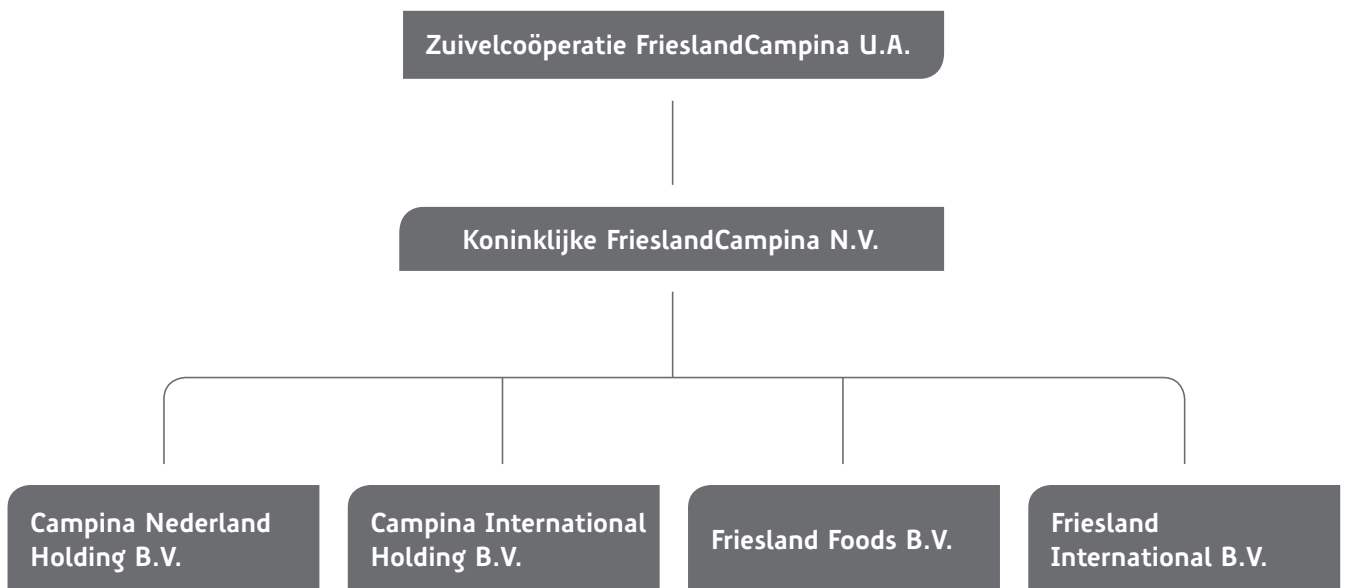 Zuivelcoöperatie FrieslandCampina U.A.
Koninklijke FrieslandCampina N.V.
Campina Nederland
Holding B.V.
Campina International
Holding B.V.
Friesland Foods B.V.
Friesland
International B.V.